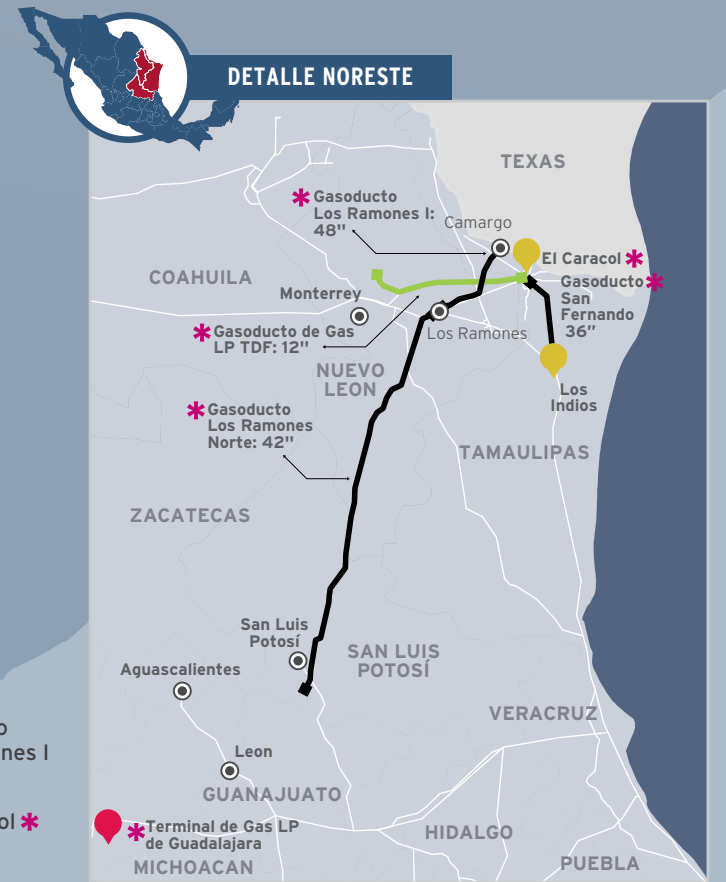 DETALLE NORESTE
TEXAS
✱ Gasoducto
Los Ramones I:
48"
Camargo
El Caracol ✱
COAHUILA
Gasoducto ✱
San
Fernando
36”
Monterrey
✱ Gasoducto de Gas
LP TDF: 12"
Los Ramones
NUEVO
LEON
Los
Indios
✱ Gasoducto
Los Ramones
Norte: 42"
TAMAULIPAS
ZACATECAS
San Luis
Potosí
SAN LUIS
POTOSÍ
Aguascalientes
VERACRUZ
o
nes I
Leon
GUANAJUATO
ol ✱
✱ Terminal de Gas LP
de Guadalajara
HIDALGO
MICHOACAN
PUEBLA